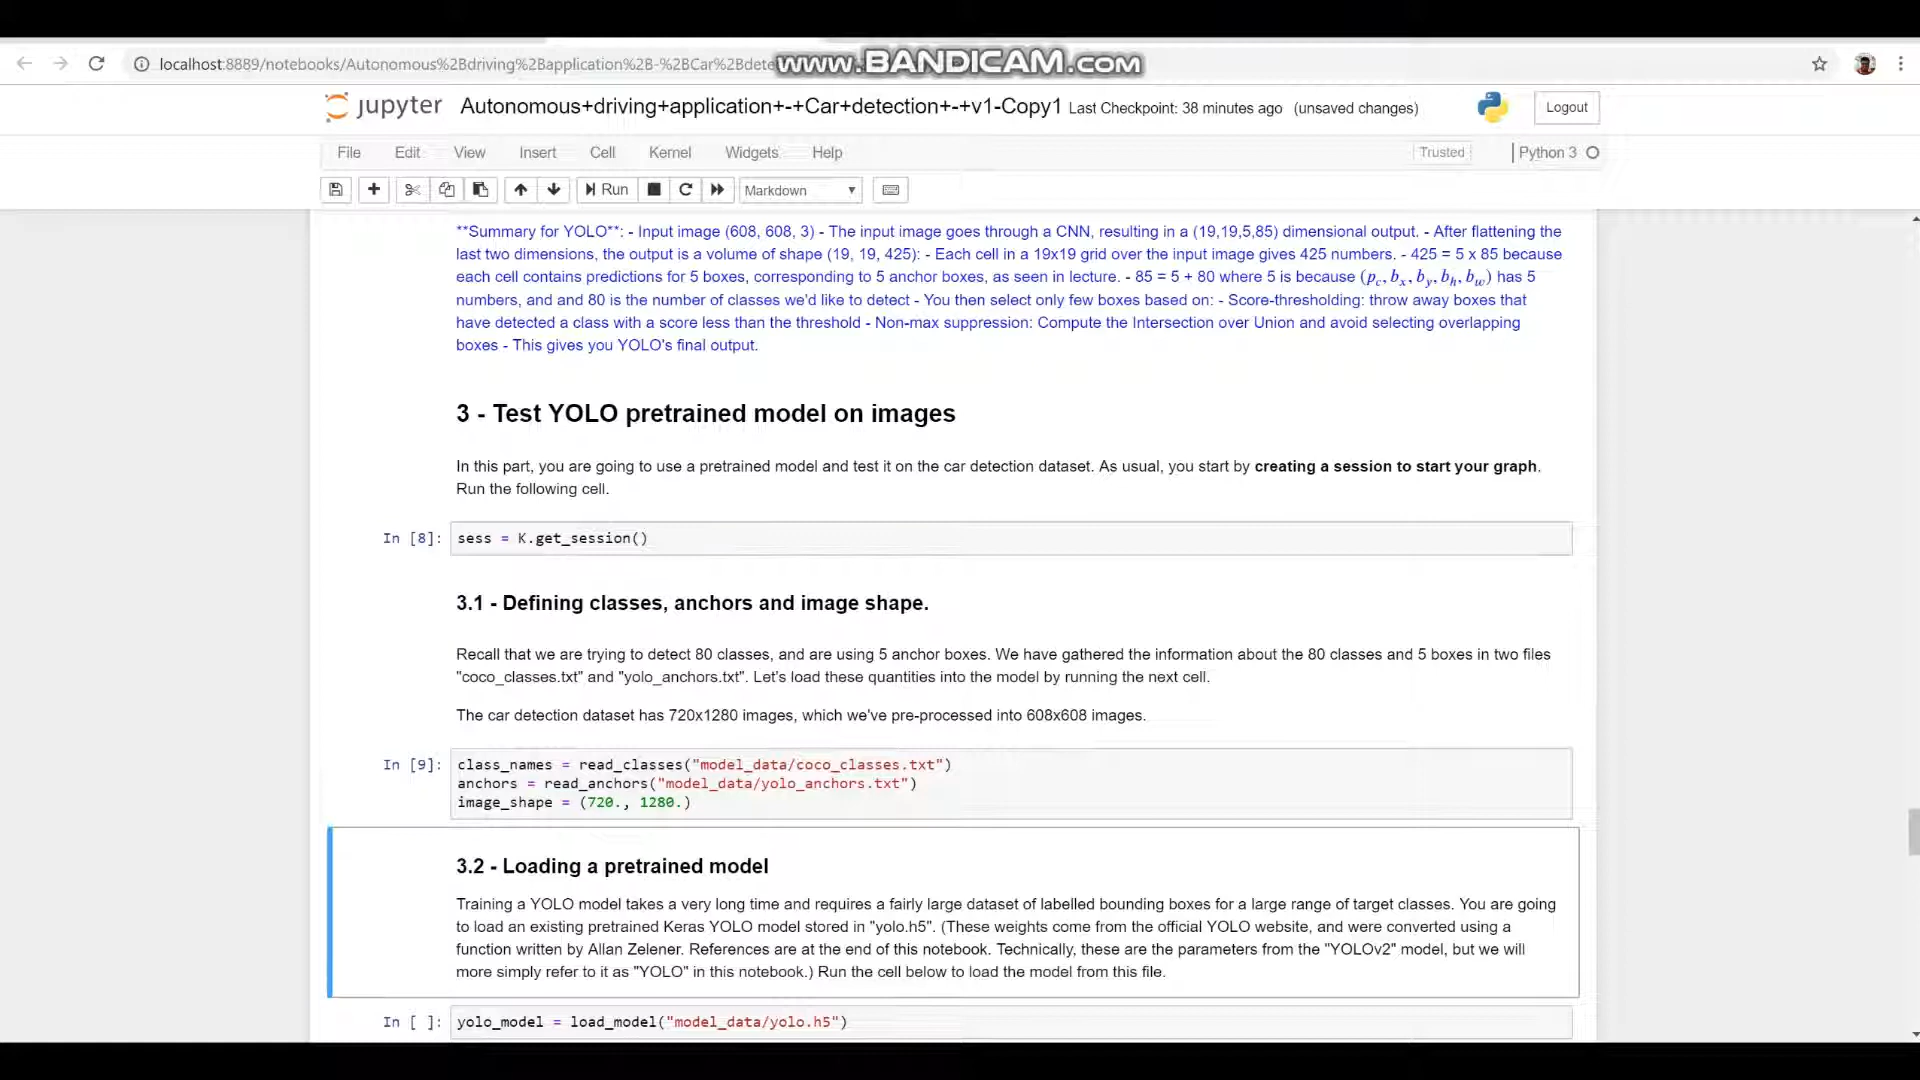 localhost:8889/notebooks/Autonomous%2Bdriving%2Bapplication%2B-%2BCar%2Bdete
www.BANDICAM.com
jupyter Autonomous+driving+application+-+Car+detection+-+v1-Copy1 Last Checkpoint: 38 minutes ago (unsaved changes) Logout
File Edit View Insert Cell Kernel Widgets Help Trusted Python 3
Run Markdown
**Summary for YOLO**: - Input image (608, 608, 3) - The input image goes through a CNN, resulting in a (19,19,5,85) dimensional output. - After flattening the
last two dimensions, the output is a volume of shape (19, 19, 425): - Each cell in a 19x19 grid over the input image gives 425 numbers. - 425 = 5 x 85 because
each cell contains predictions for 5 boxes, corresponding to 5 anchor boxes, as seen in lecture. - 85 = 5 + 80 where 5 is because (p_c, b_x, b_y, b_h, b_w) has 5
numbers, and and 80 is the number of classes we'd like to detect - You then select only few boxes based on: - Score-thresholding: throw away boxes that
have detected a class with a score less than the threshold - Non-max suppression: Compute the Intersection over Union and avoid selecting overlapping
boxes - This gives you YOLO's final output.
3 - Test YOLO pretrained model on images
In this part, you are going to use a pretrained model and test it on the car detection dataset. As usual, you start by creating a session to start your graph.
Run the following cell.
In [8]: sess = K.get_session()
3.1 - Defining classes, anchors and image shape.
Recall that we are trying to detect 80 classes, and are using 5 anchor boxes. We have gathered the information about the 80 classes and 5 boxes in two files
"coco_classes.txt" and "yolo_anchors.txt". Let's load these quantities into the model by running the next cell.
The car detection dataset has 720x1280 images, which we've pre-processed into 608x608 images.
In [9]: class_names = read_classes("model_data/coco_classes.txt")
anchors = read_anchors("model_data/yolo_anchors.txt")
image_shape = (720., 1280.)
3.2 - Loading a pretrained model
Training a YOLO model takes a very long time and requires a fairly large dataset of labelled bounding boxes for a large range of target classes. You are going
to load an existing pretrained Keras YOLO model stored in "yolo.h5". (These weights come from the official YOLO website, and were converted using a
function written by Allan Zelener. References are at the end of this notebook. Technically, these are the parameters from the "YOLOv2" model, but we will
more simply refer to it as "YOLO" in this notebook.) Run the cell below to load the model from this file.
In [ ]: yolo_model = load_model("model_data/yolo.h5")